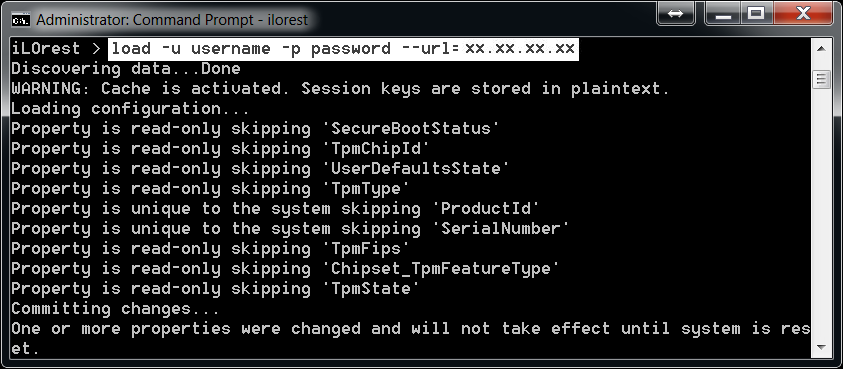 Administrator: Command Prompt - ilorest
iLOrest > load -u username -p password --url= xx.xx.xx.xx
Discovering data...Done
WARNING: Cache is activated. Session keys are stored in plaintext.
Loading configuration...
Property is read-only skipping 'SecureBootStatus'
Property is read-only skipping 'TpmChipId'
Property is read-only skipping 'UserDefaultsState'
Property is read-only skipping 'TpmType'
Property is unique to the system skipping 'ProductId'
Property is unique to the system skipping 'SerialNumber'
Property is read-only skipping 'TpmFips'
Property is read-only skipping 'Chipset_TpmFeatureType'
Property is read-only skipping 'TpmState'
Committing changes...
One or more properties were changed and will not take effect until system is res
et.